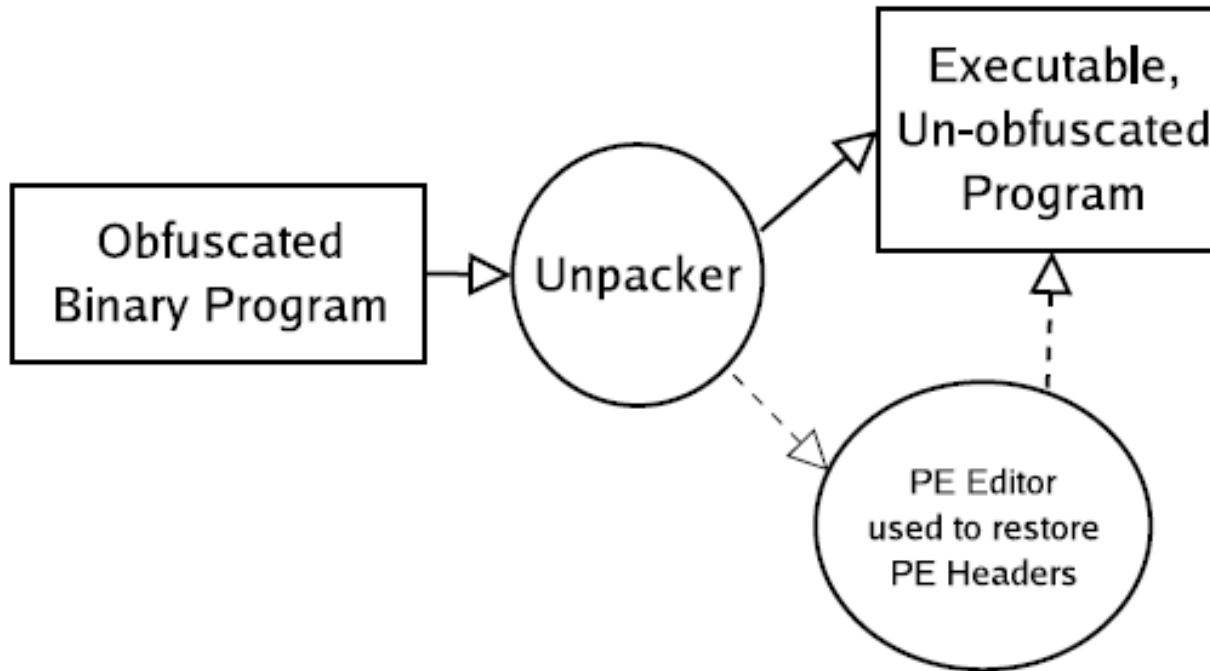 Obfuscated
Binary Program
Unpacker
Executable,
Un-obfuscated
Program
PE Editor
used to restore
PE Headers